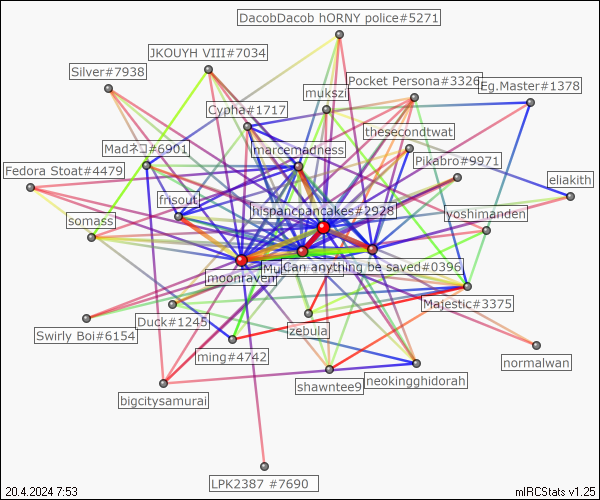 DacobDacob hORNY police#5271
JKOUYH VIII#7034
Silver#7938
Pocket Persona#3326
Eg.Master#1378
mukszi
Cypha#1717
thesecondtwat
Madネコ#6901
marcemadness
Pikabro#9971
Fedora Stoat#4479
eliakith
frisout
hispancpancakes#2928
yoshimanden
somass
Can anything be saved#0396
moonraven
Majestic#3375
Duck#1245
zebula
Swirly Boi#6154
ming#4742
normalwan
shawntee9
neokingghidorah
bigcitysamurai
LPK2387 #7690
20.4.2024 7:53
mIRCStats v1.25